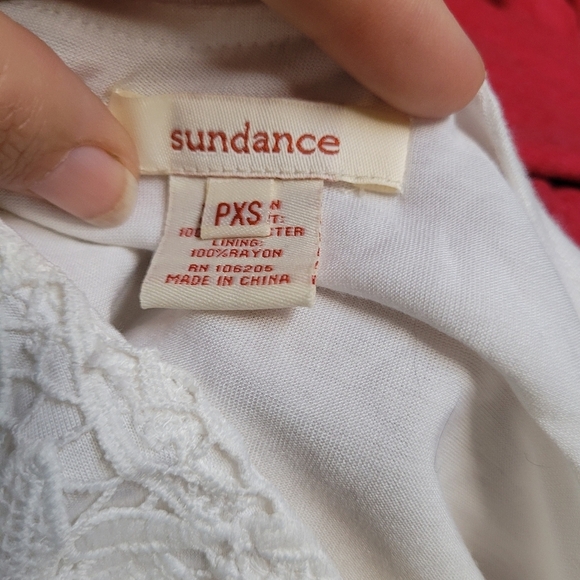 sundance
PXS
LINING:
100%RAYON
RN 106205
MADE IN CHINA